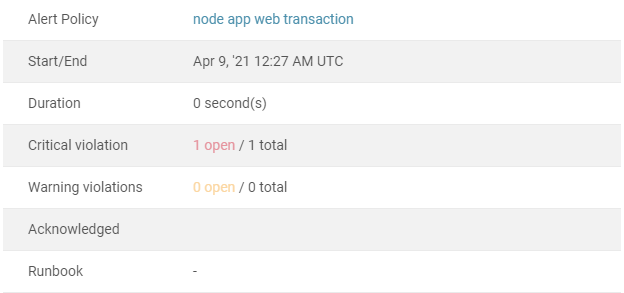 Alert Policy node app web transaction
Start/End Apr 9, '21 12:27 AM UTC
Duration 0 second(s)
Critical violation 1 open / 1 total
Warning violations 0 open / 0 total
Acknowledged
Runbook -